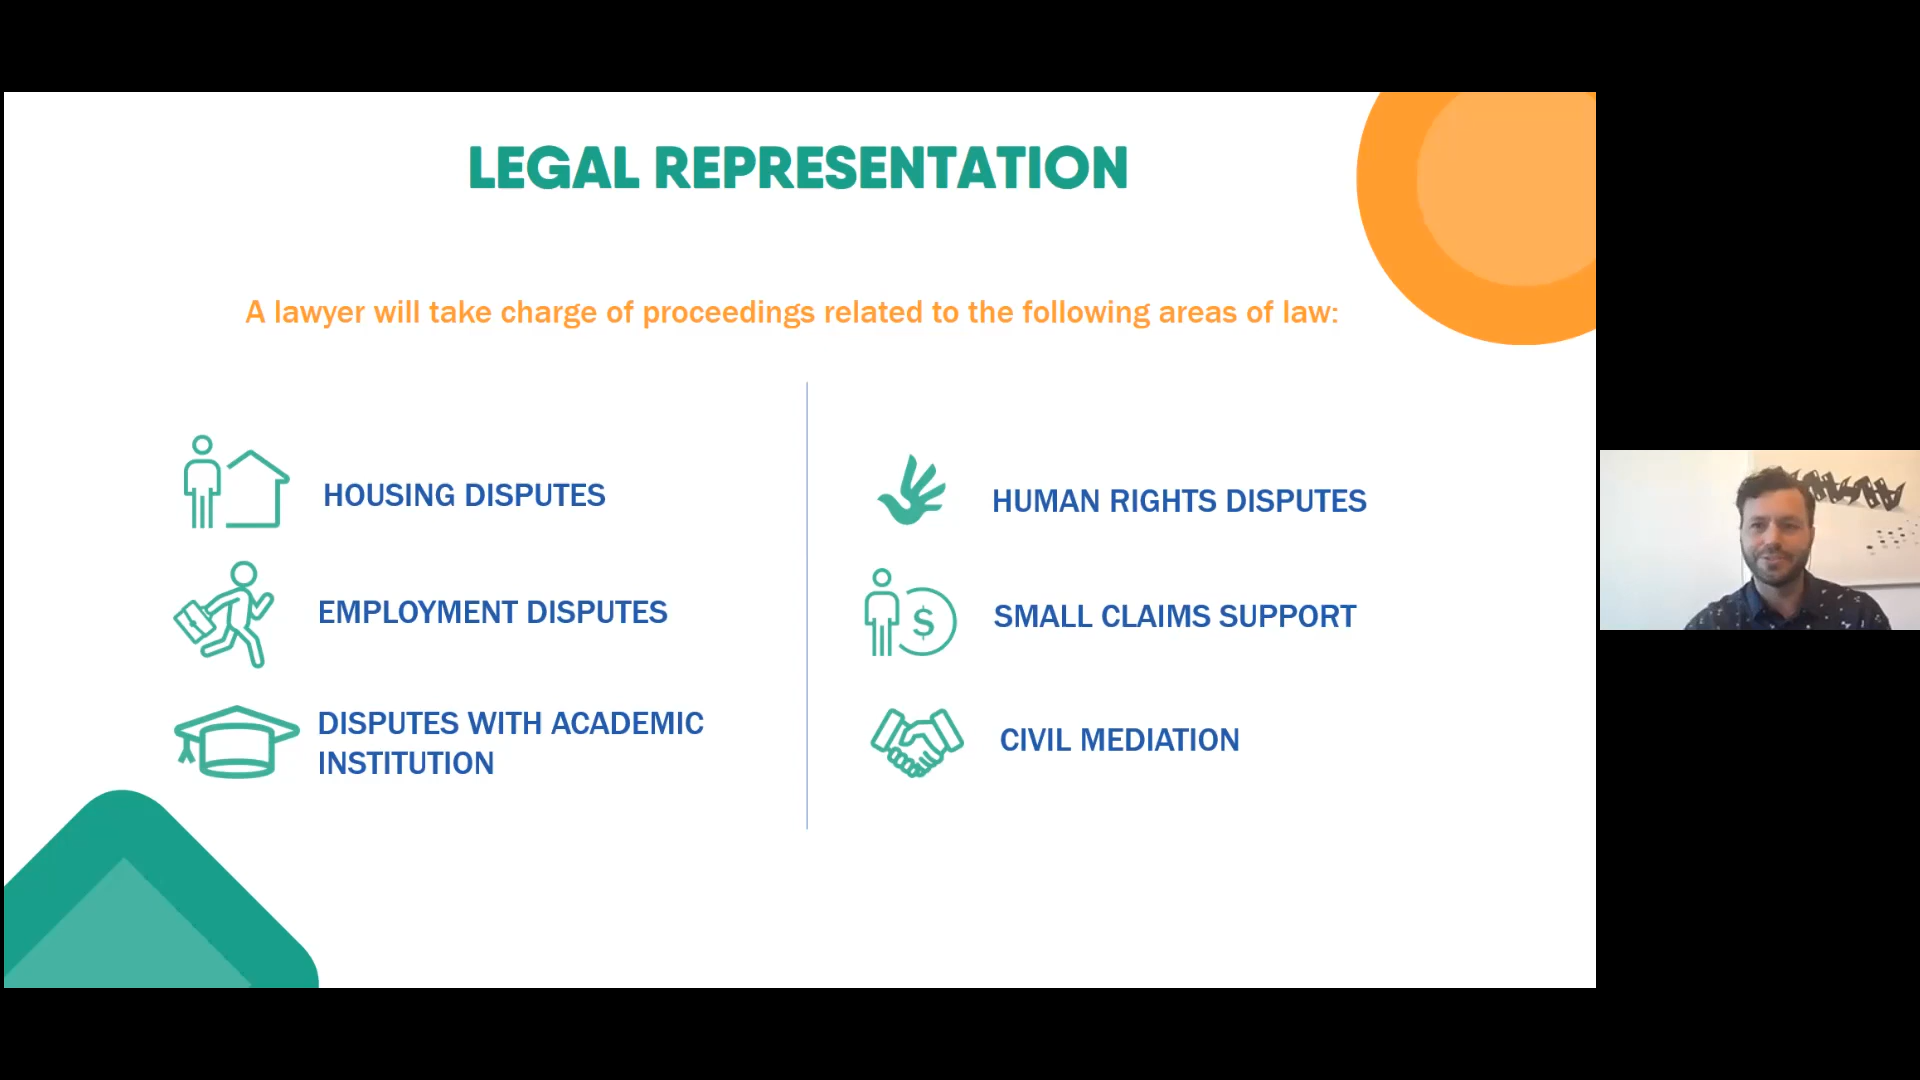 LEGAL REPRESENTATION
A lawyer will take charge of proceedings related to the following areas of law:
HOUSING DISPUTES
EMPLOYMENT DISPUTES
DISPUTES WITH ACADEMIC
INSTITUTION
HUMAN RIGHTS DISPUTES
$
SMALL CLAIMS SUPPORT
CIVIL MEDIATION